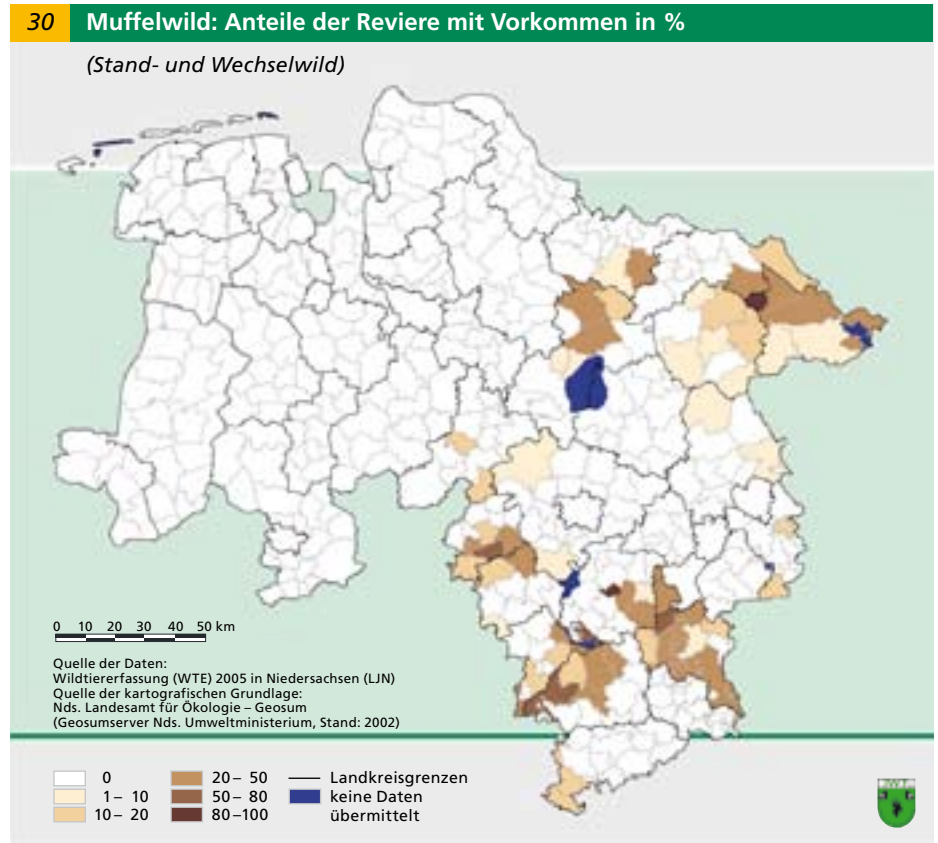 30 Muffelwild: Anteile der Reviere mit Vorkommen in %
(Stand- und Wechselwild)
0 10 20 30 40 50 km
Quelle der Daten:
Wildtiererfassung (WTE) 2005 in Niedersachsen (LJN)
Quelle der kartografischen Grundlage:
Nds. Landesamt für Ökologie – Geosum
(Geosumserver Nds. Umweltministerium, Stand: 2002)
0 20 – 50 Landkreisgrenzen
1 – 10 50 – 80 keine Daten
10 – 20 80 –100 übermittelt